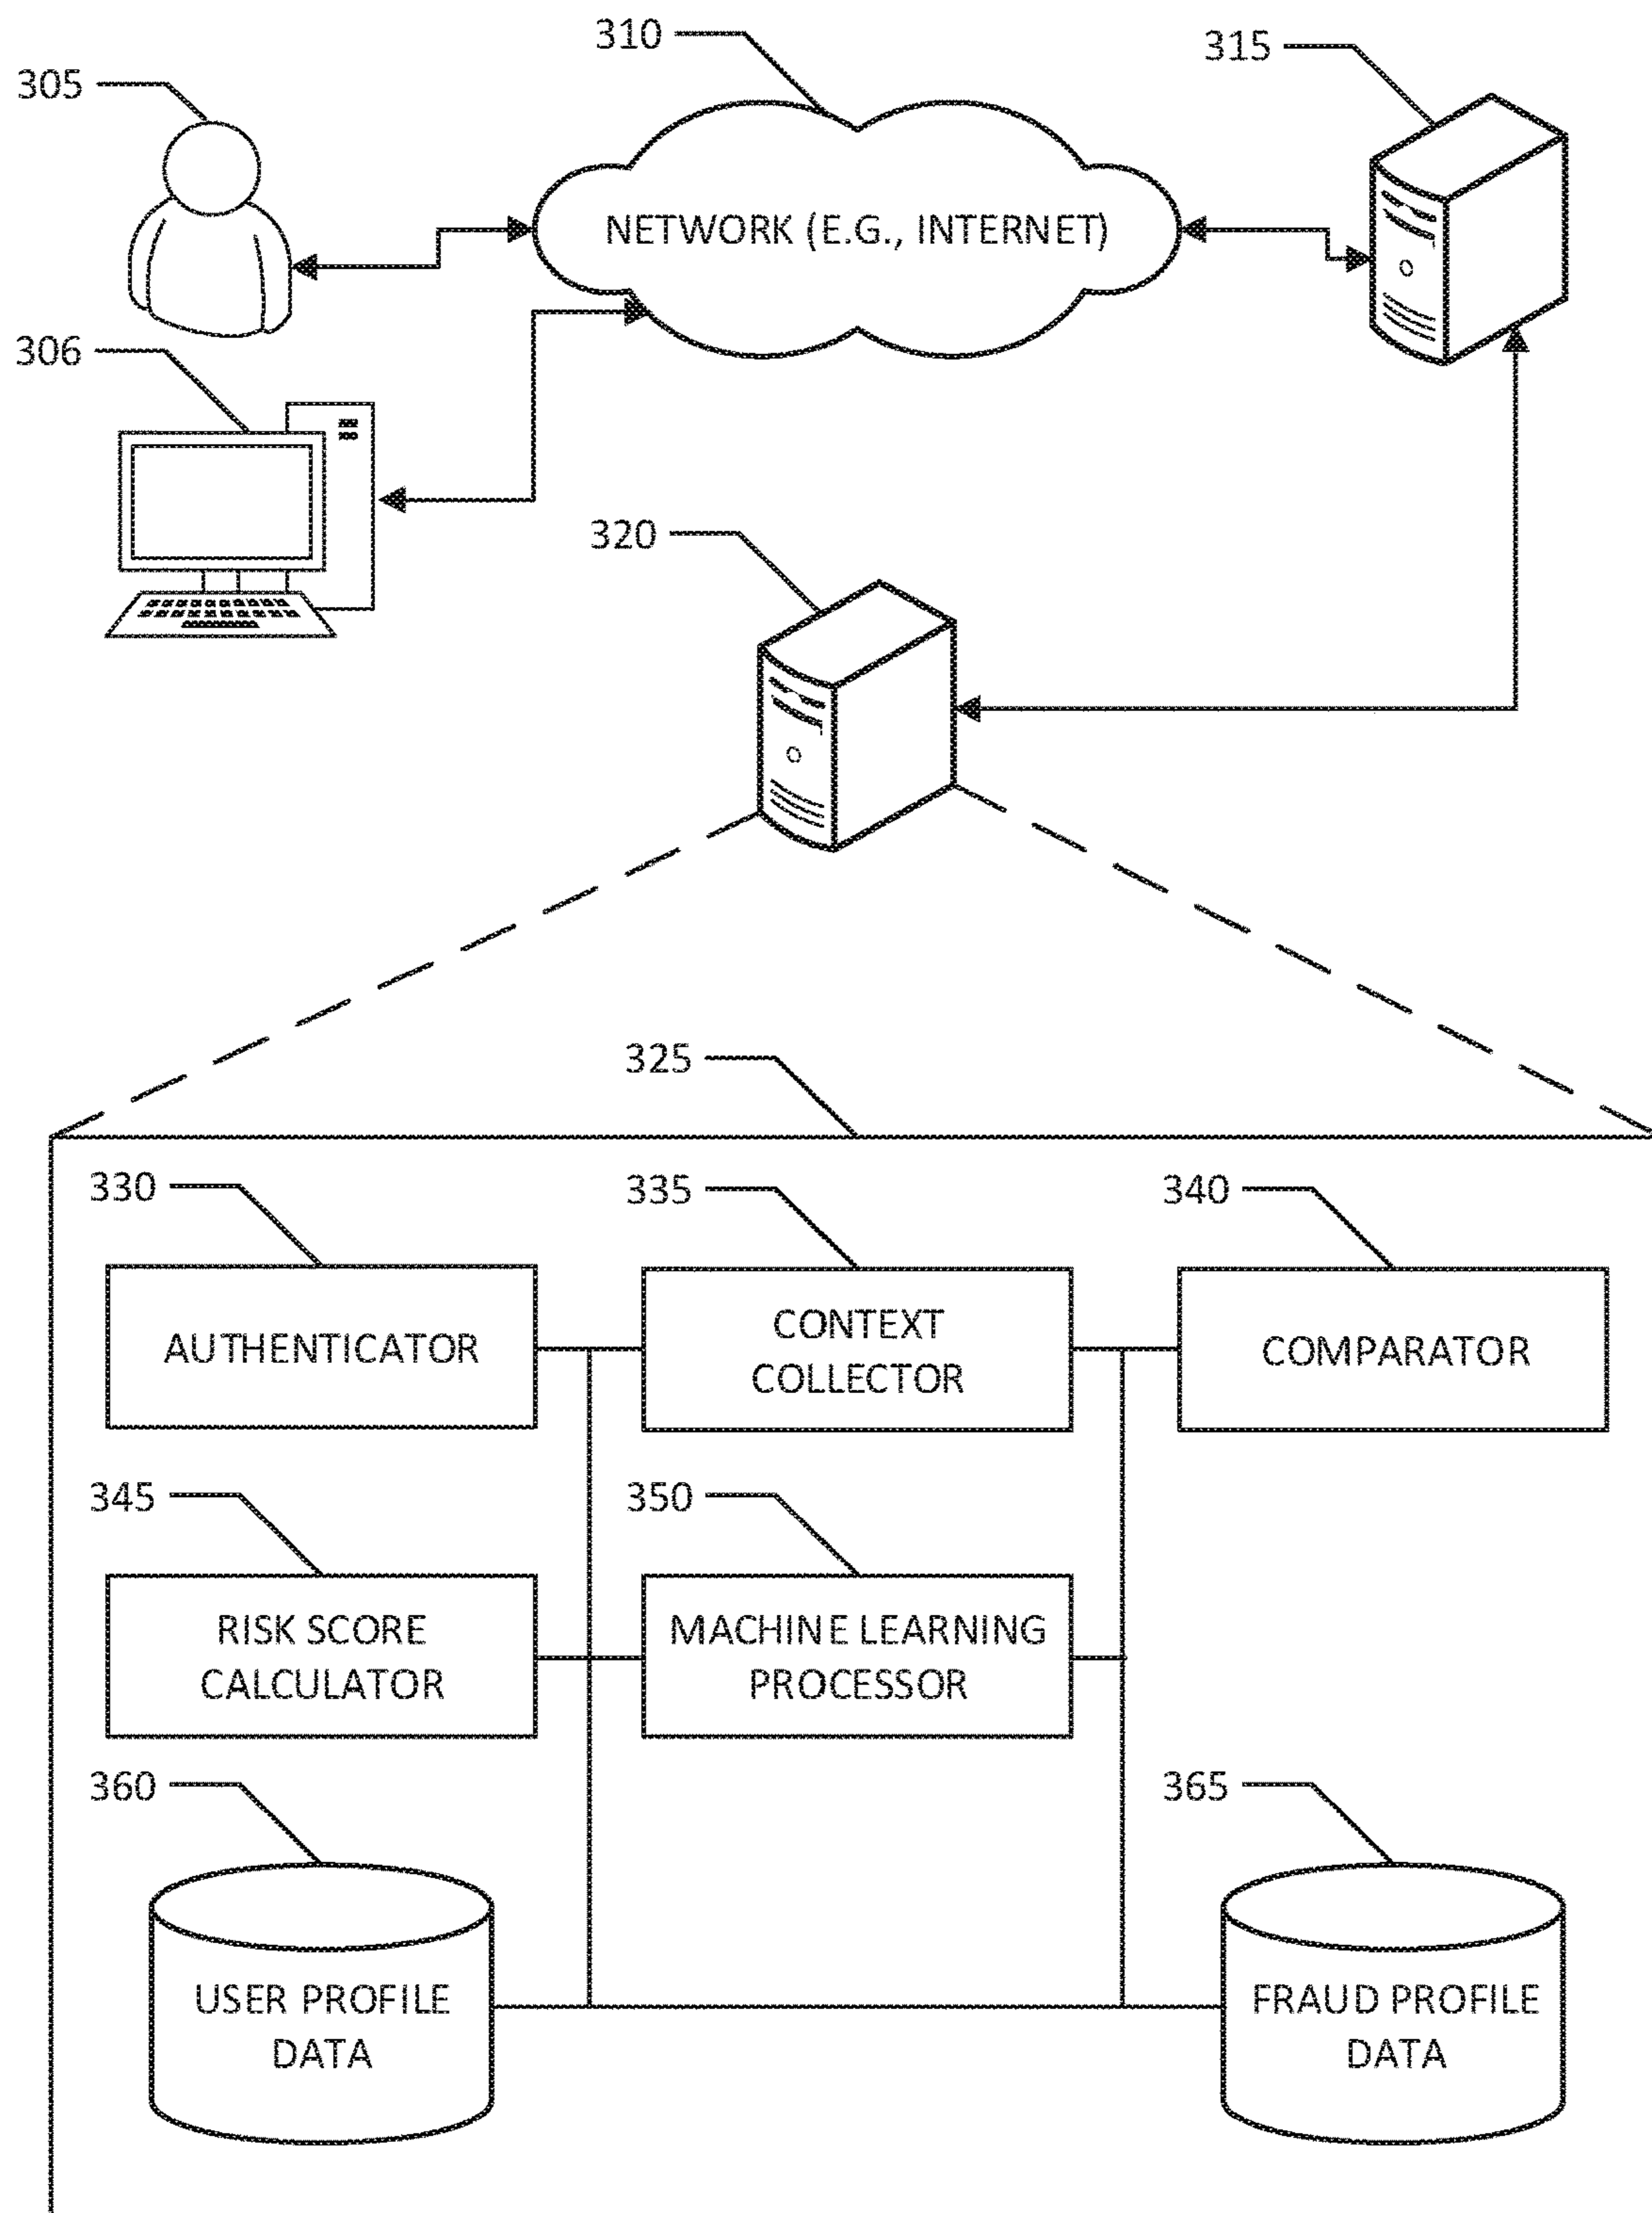 310
315
305
NETWORK (E.G., INTERNET)
306
320
325
330
335
340
AUTHENTICATOR
CONTEXT
COLLECTOR
COMPARATOR
345
350
RISK SCORE
CALCULATOR
MACHINE LEARNING
PROCESSOR
360
365
USER PROFILE
DATA
FRAUD PROFILE
DATA